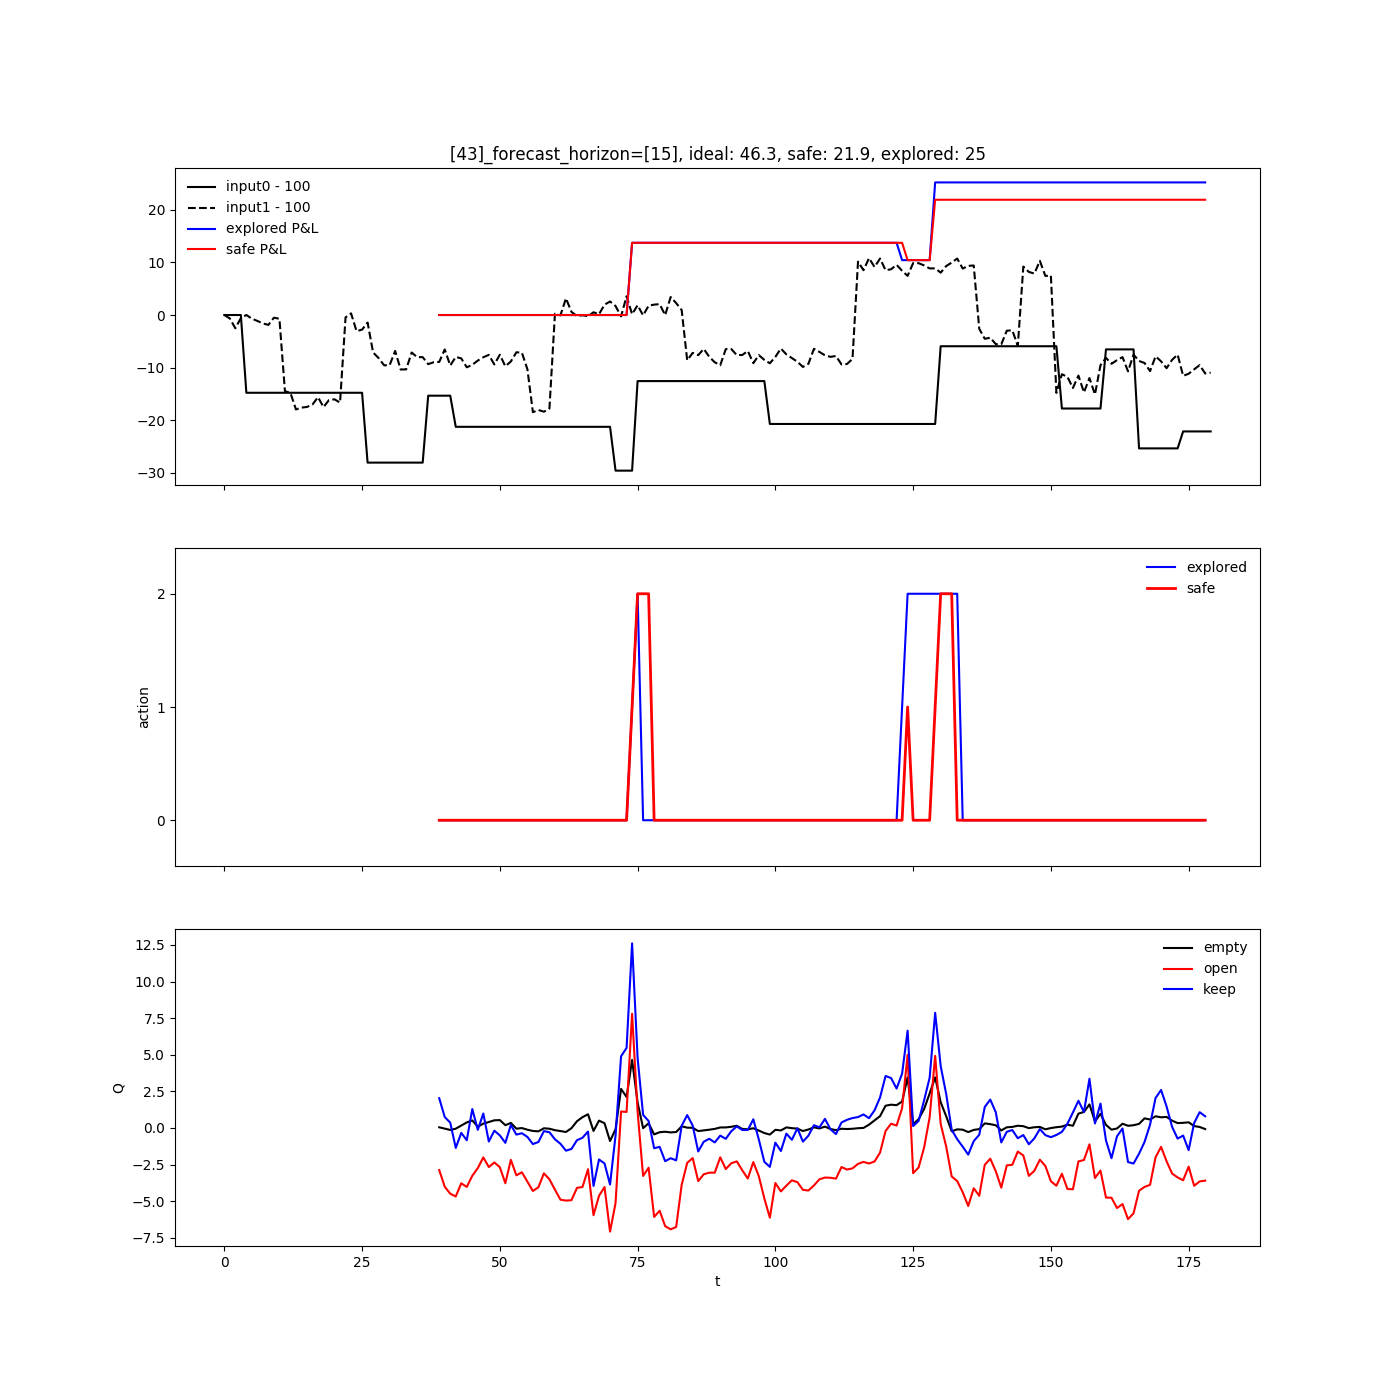 [43]_forecast_horizon=[15], ideal: 46.3, safe: 21.9, explored: 25
input0 - 100
input1 - 100
explored P&L
safe P&L
20
10
0
−10
−20
−30
explored
safe
2
1
0
action
empty
open
keep
12.5
10.0
7.5
5.0
2.5
0.0
−2.5
−5.0
−7.5
Q
0 25 50 75 100 125 150 175
t